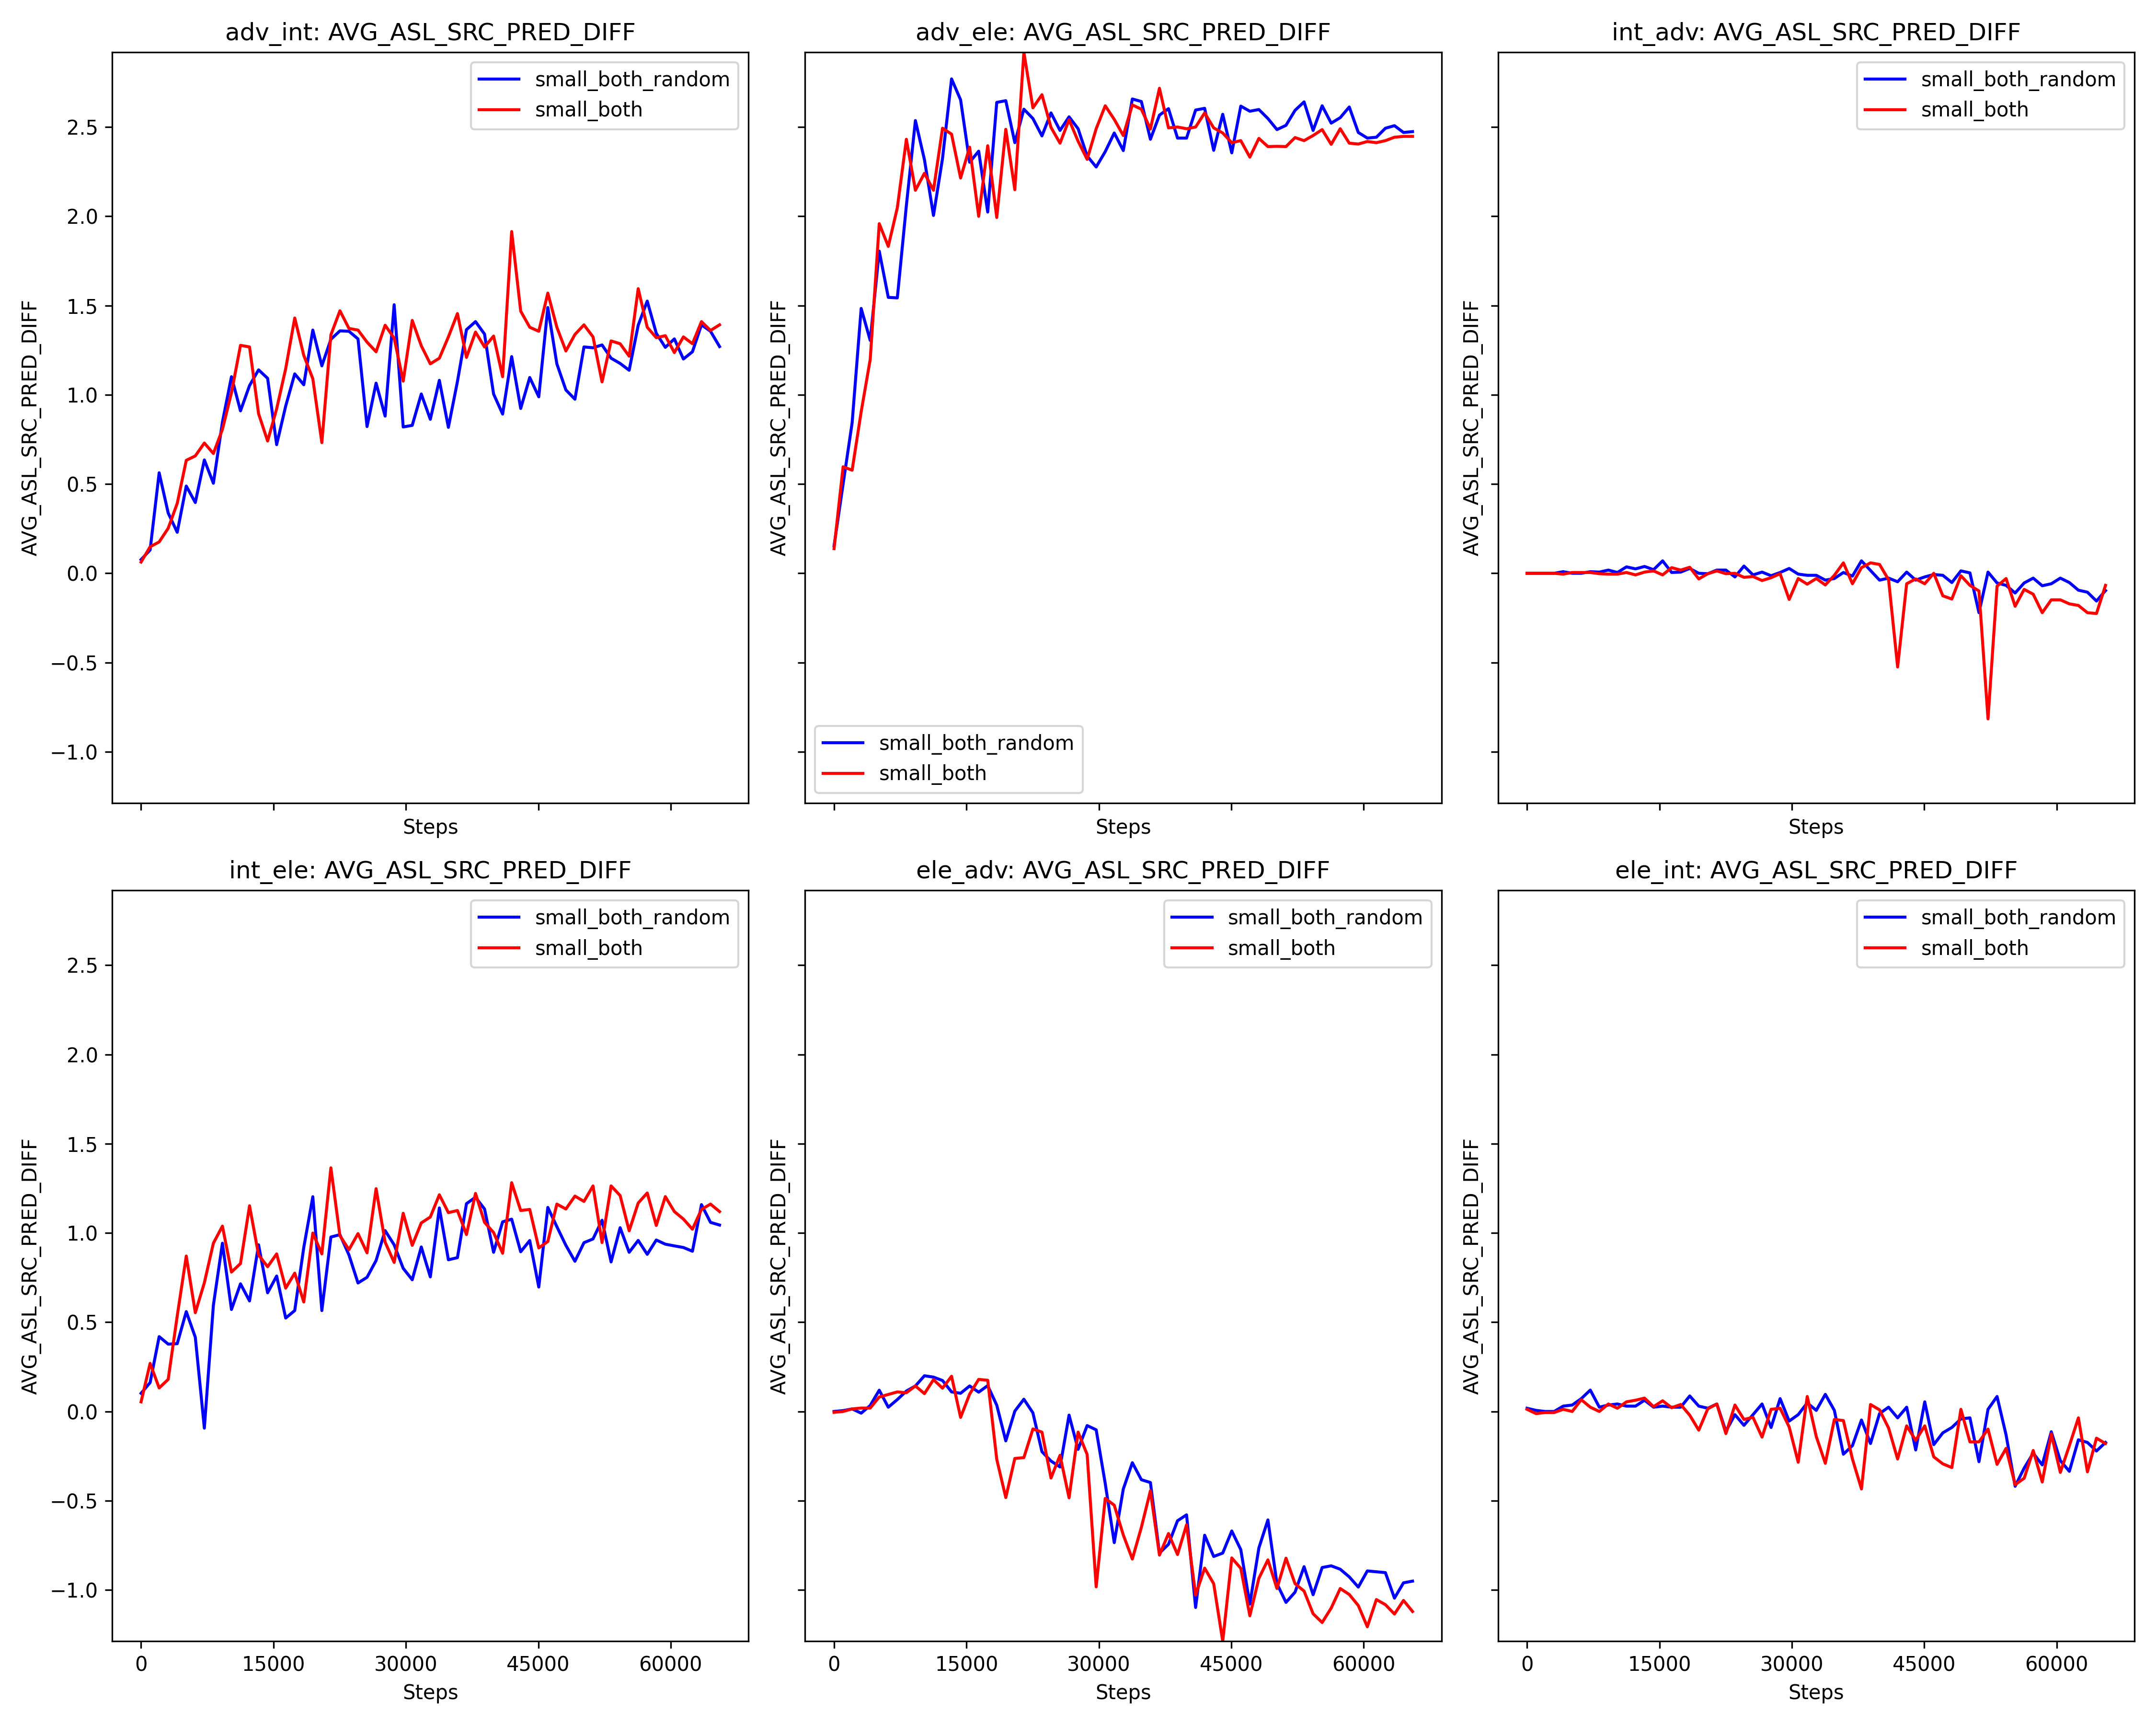 adv_int: AVG_ASL_SRC_PRED_DIFF
small_both_random
small_both
AVG_ASL_SRC_PRED_DIFF
2.5
2.0
1.5
1.0
0.5
0.0
−0.5
−1.0
Steps
adv_ele: AVG_ASL_SRC_PRED_DIFF
AVG_ASL_SRC_PRED_DIFF
small_both_random
small_both
Steps
int_adv: AVG_ASL_SRC_PRED_DIFF
small_both_random
small_both
AVG_ASL_SRC_PRED_DIFF
Steps
int_ele: AVG_ASL_SRC_PRED_DIFF
small_both_random
small_both
AVG_ASL_SRC_PRED_DIFF
2.5
2.0
1.5
1.0
0.5
0.0
−0.5
−1.0
0 15000 30000 45000 60000
Steps
ele_adv: AVG_ASL_SRC_PRED_DIFF
small_both_random
small_both
AVG_ASL_SRC_PRED_DIFF
0 15000 30000 45000 60000
Steps
ele_int: AVG_ASL_SRC_PRED_DIFF
small_both_random
small_both
AVG_ASL_SRC_PRED_DIFF
0 15000 30000 45000 60000
Steps